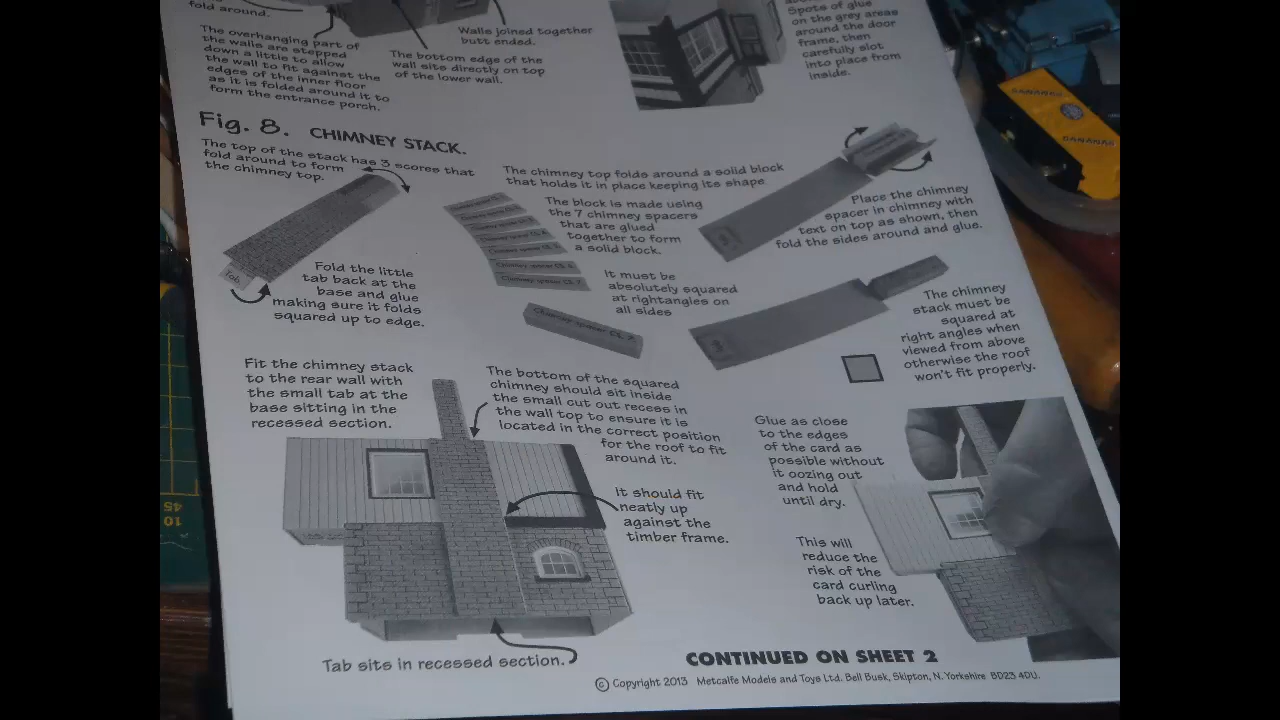 fold around.
The overhanging part of
the walls are stepped
down a little to allow
the wall to fit against the
edges of the inner floor
as it is folded around it to
form the entrance porch.
The bottom edge of the
wall sits directly on top
of the lower wall.
Walls joined together
butt ended.
Spots of glue
on the grey areas
around the door
frame, then
carefully slot
into place from
inside.
BANANAS
BANANAS
Fig. 8. CHIMNEY STACK.
The top of the stack has 3 scores that
fold around to form
the chimney top.
Tab
Fold the little
tab back at the
base and glue
making sure it folds
squared up to edge.
The chimney top folds around a solid block
that holds it in place keeping its shape
The block is made using
the 7 chimney spacers
that are glued
together to form
a solid block.
It must be
absolutely squared
at rightangles on
all sides
Chimney spacer CS. 7
Chimney spacer CS. 7
Place the chimney
spacer in chimney with
text on top as shown, then
fold the sides around and glue.
The chimney
stack must be
squared at
right angles when
viewed from above
otherwise the roof
won't fit properly.
Fit the chimney stack
to the rear wall with
the small tab at the
base sitting in the
recessed section.
The bottom of the squared
chimney should sit inside
the small cut out recess in
the wall top to ensure it is
located in the correct position
for the roof to fit
around it.
It should fit
neatly up
against the
timber frame.
Tab sits in recessed section.
Glue as close
to the edges
of the card as
possible without
it oozing out
and hold
until dry.
This will
reduce the
risk of the
card curling
back up later.
CONTINUED ON SHEET 2
© Copyright 2013 Metcalfe Models and Toys Ltd. Bell Busk, Skipton, N. Yorkshire BD23 4DU.
45
10